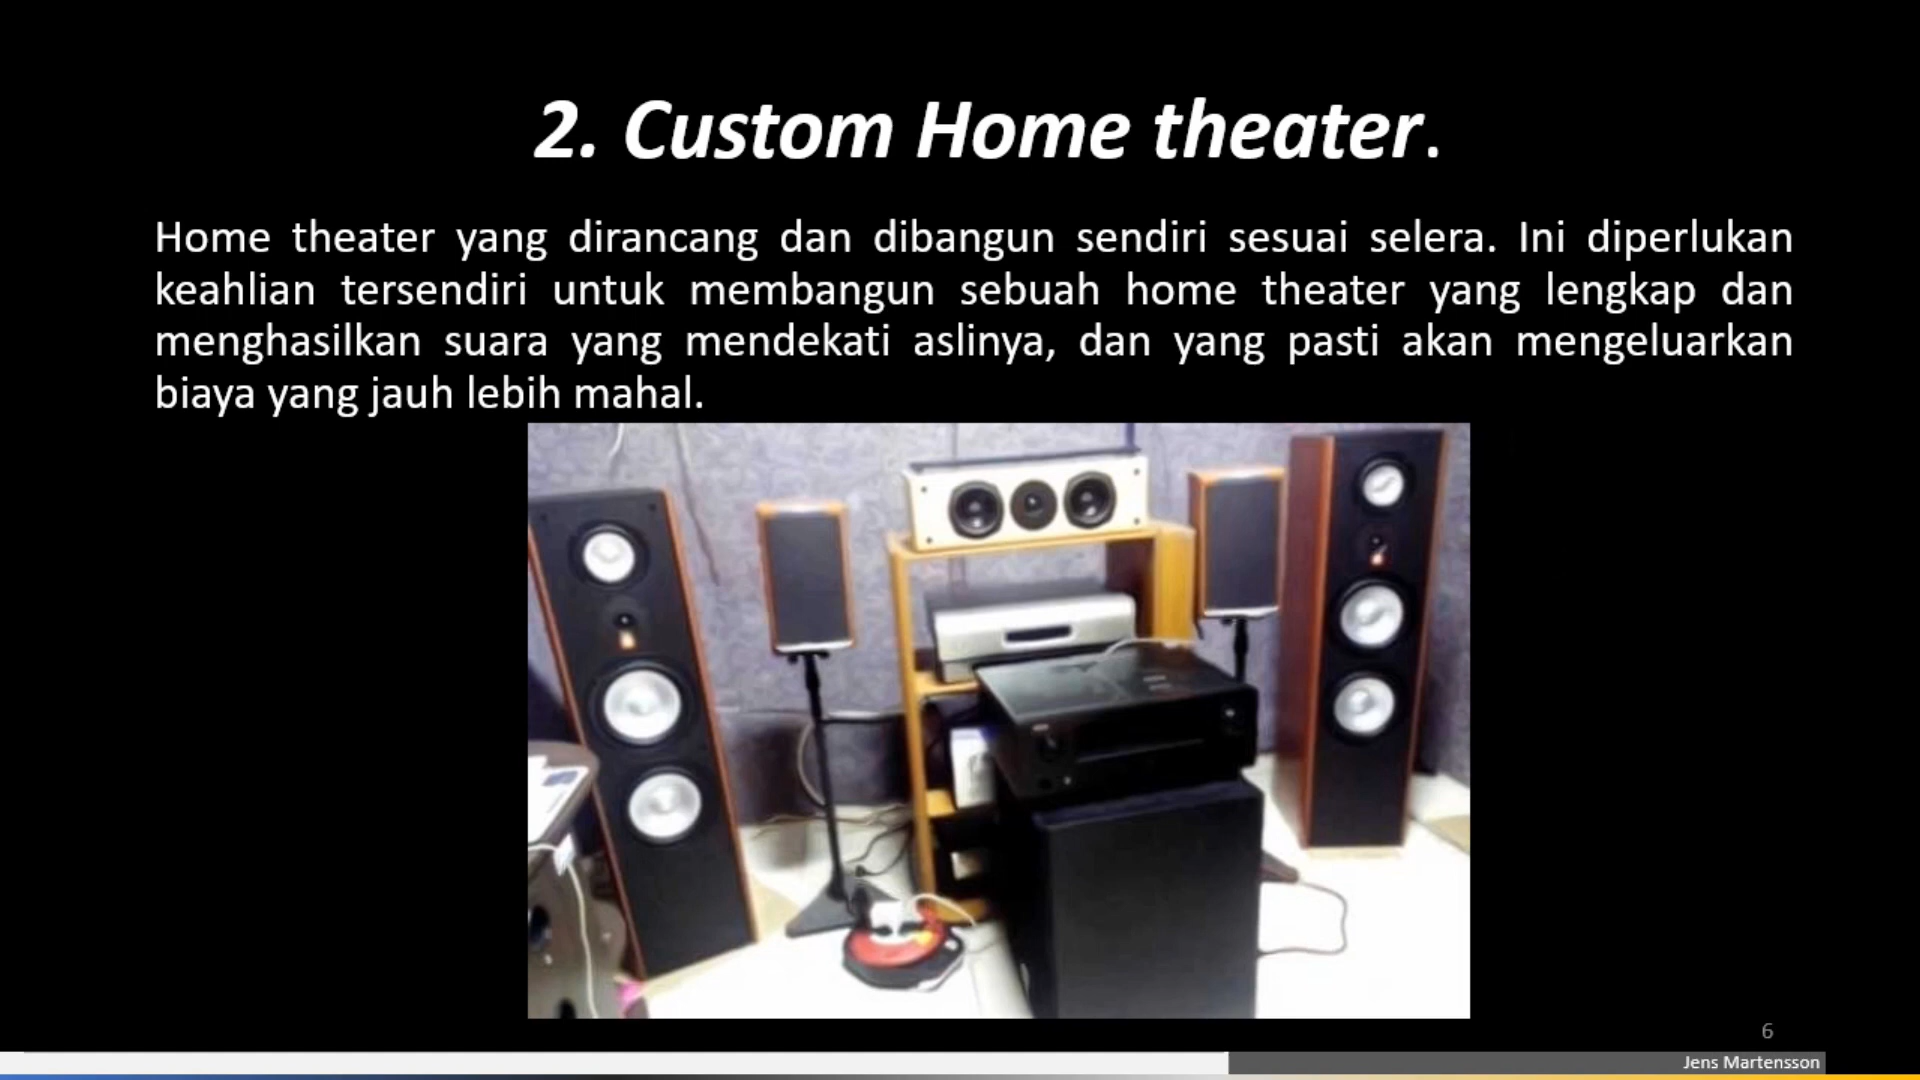 2. Custom Home theater.
Home theater yang dirancang dan dibangun sendiri sesuai selera. Ini diperlukan
keahlian tersendiri untuk membangun sebuah home theater yang lengkap dan
menghasilkan suara yang mendekati aslinya, dan yang pasti akan mengeluarkan
biaya yang jauh lebih mahal.
6
Jens Martensson